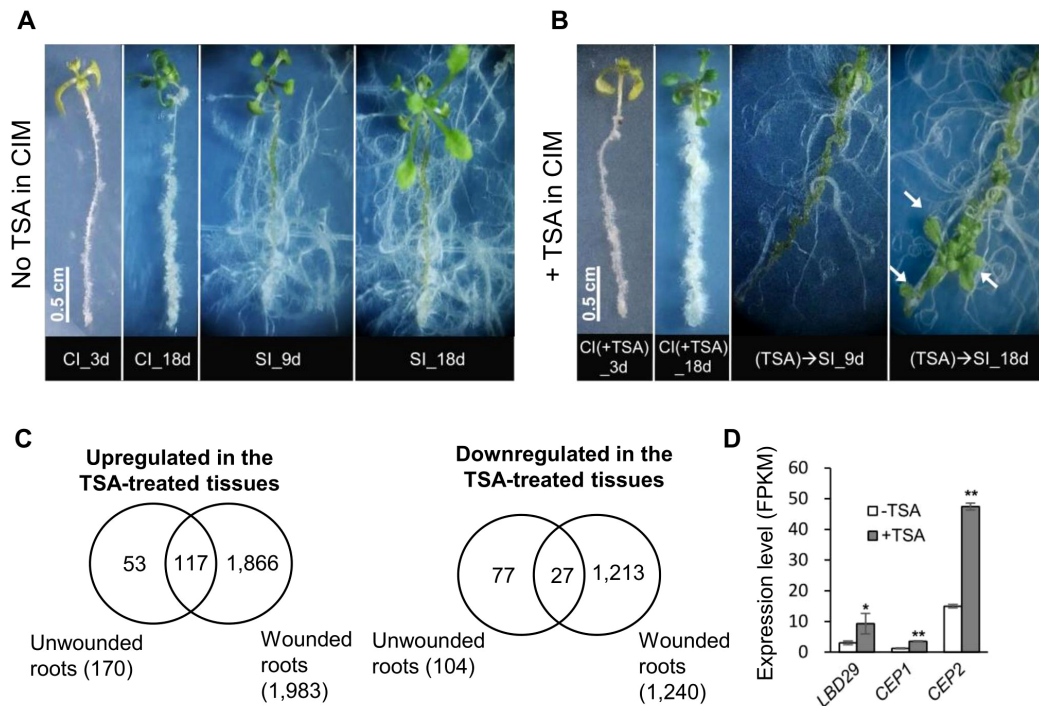 A
No TSA in CIM
0.5 cm
CI_3d
CI_18d
SI_9d
SI_18d
B
+ TSA in CIM
0.5 cm
CI(+TSA)
_3d
CI(+TSA)
_18d
(TSA)→SI_9d
(TSA)→SI_18d
C
Upregulated in the
TSA-treated tissues
53
117
1,866
Unwounded
roots (170)
Wounded
roots
(1,983)
Downregulated in the
TSA-treated tissues
77
27
1,213
Unwounded
roots (104)
Wounded
roots
(1,240)
D
Expression level (FPKM)
60
50
40
30
20
10
0
-TSA
+TSA
*
**
**
LBD29
CEP1
CEP2